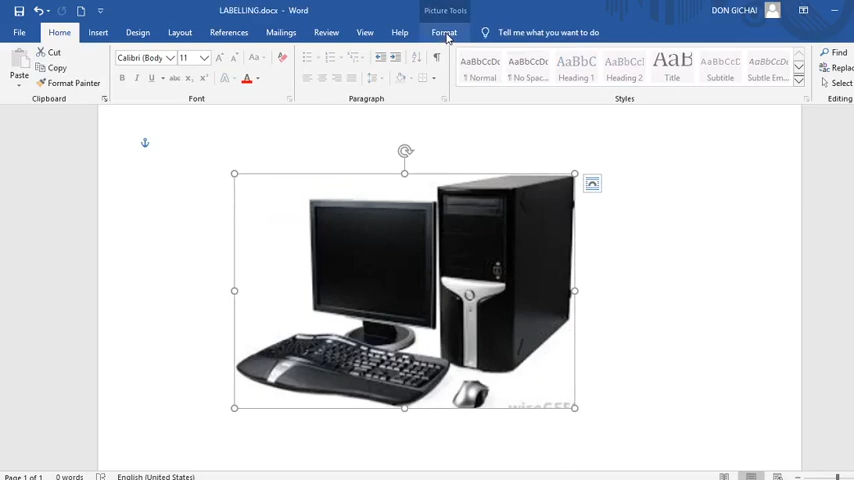 LABELLING.docx - Word
Picture Tools
DON GICHAI
File Home Insert Design Layout References Mailings Review View Help Format Tell me what you want to do
Paste
Cut
Copy
Format Painter
Clipboard
Calibri (Body 11
B I U
Font
Paragraph
AaBbCcDc AaBbCcDc AaBbC AaBbCcl AaB AaBbCcl AaBbCcDc
¶ Normal ¶ No Spac... Heading 1 Heading 2 Title Subtitle Subtle Em...
Styles
Find
Replac
Select
Editing
Page 1 of 1 0 words English (United States)